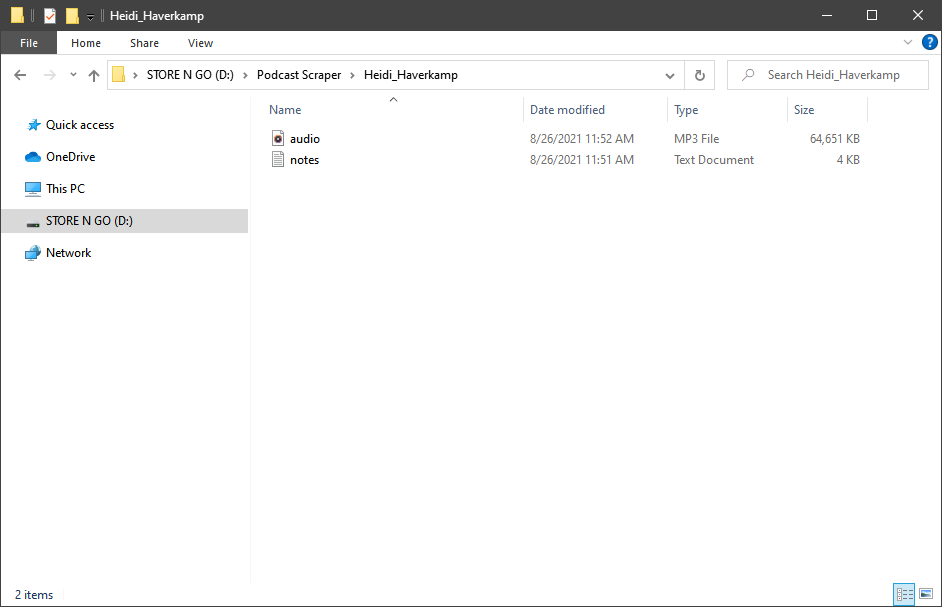 Heidi_Haverkamp
File Home Share View
STORE N GO (D:) Podcast Scraper Heidi_Haverkamp Search Heidi_Haverkamp
Name Date modified Type Size
Quick access
audio 8/26/2021 11:52 AM MP3 File 64,651 KB
notes 8/26/2021 11:51 AM Text Document 4 KB
OneDrive
This PC
STORE N GO (D:)
Network
2 items